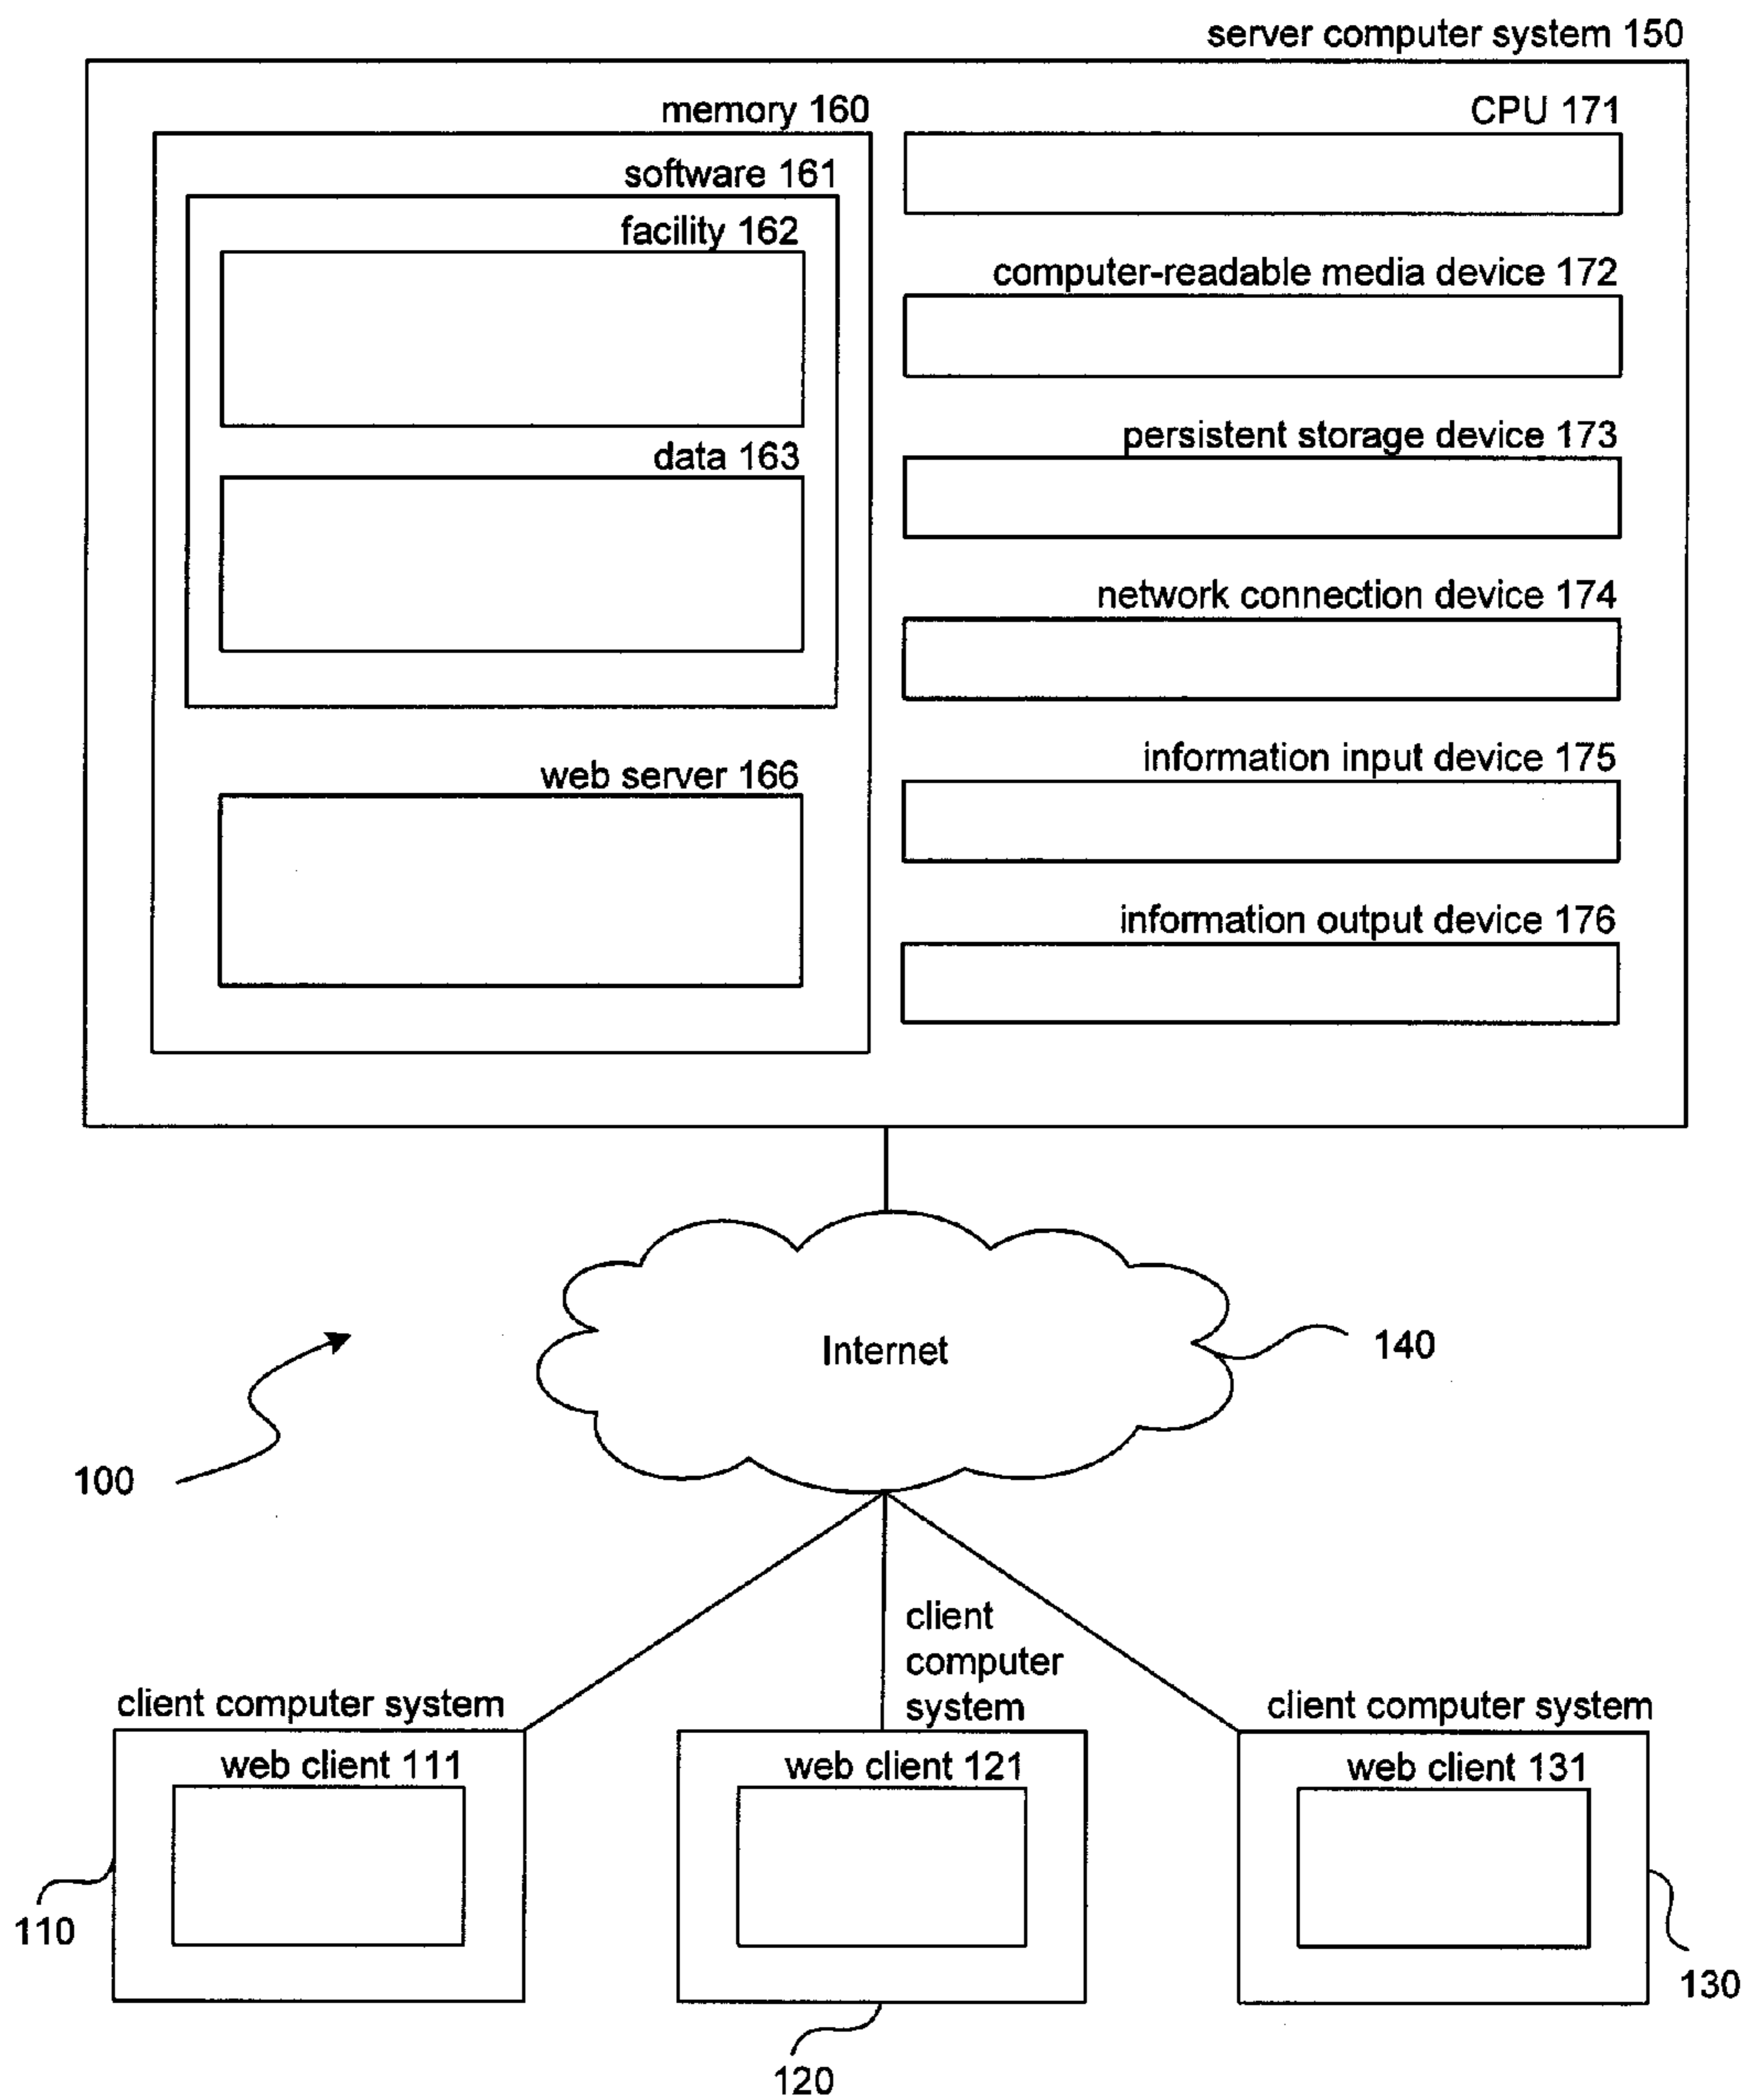 server computer system 150
memory 160
CPU 171
software 161
facility 162
computer-readable media device 172
data 163
persistent storage device 173
network connection device 174
web server 166
information input device 175
information output device 176
Internet
140
100
client
computer
system
client computer system
client computer system
web client 111
web client 121
web client 131
110
130
120